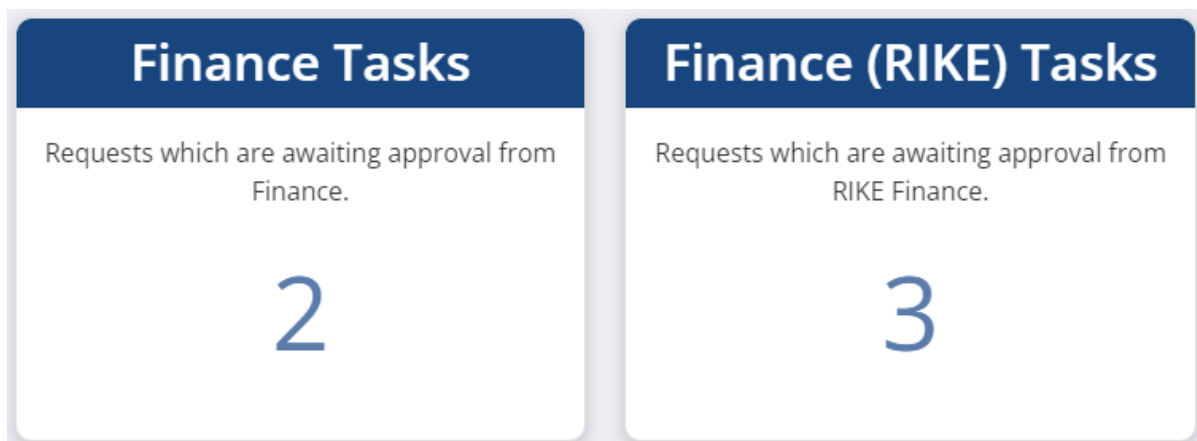 Finance Tasks
Requests which are awaiting approval from
Finance.
2
Finance (RIKE) Tasks
Requests which are awaiting approval from
RIKE Finance.
3